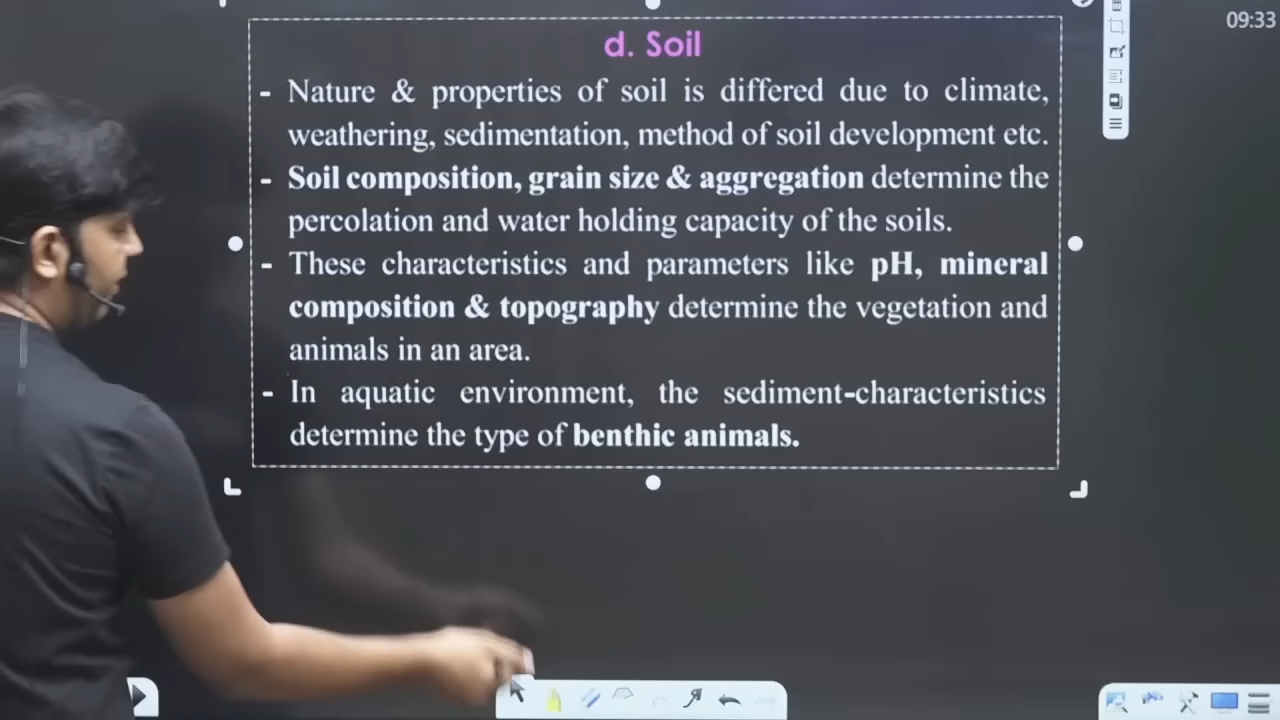 09:33
d. Soil
- Nature & properties of soil is differed due to climate,
weathering, sedimentation, method of soil development etc.
- Soil composition, grain size & aggregation determine the
percolation and water holding capacity of the soils.
- These characteristics and parameters like pH, mineral
composition & topography determine the vegetation and
animals in an area.
- In aquatic environment, the sediment-characteristics
determine the type of benthic animals.